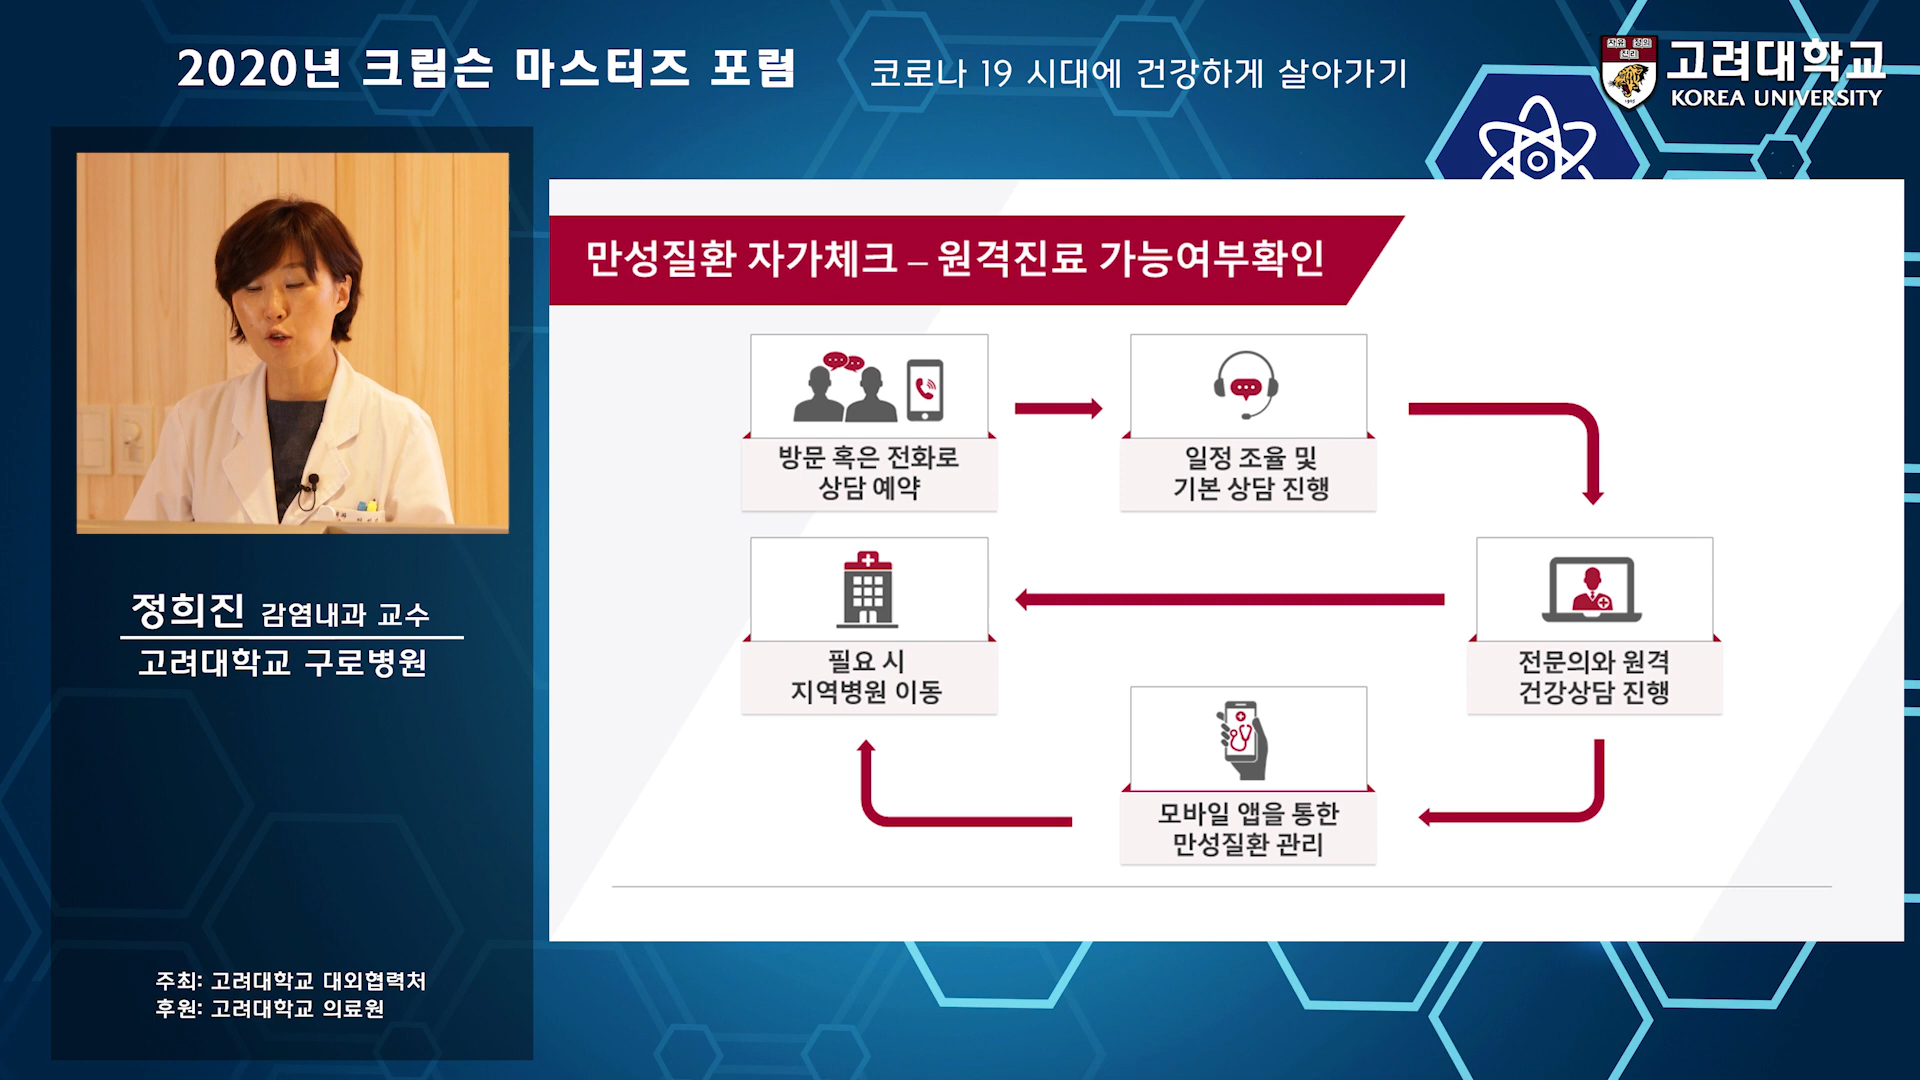 2020년 크림슨 마스터즈 포럼
코로나 19 시대에 건강하게 살아가기
고려대학교
KOREA UNIVERSITY
만성질환 자가체크 – 원격진료 가능여부확인
방문 혹은 전화로
상담 예약
일정 조율 및
기본 상담 진행
필요 시
지역병원 이동
전문의와 원격
건강상담 진행
모바일 앱을 통한
만성질환 관리
정희진 감염내과 교수
고려대학교 구로병원
주최: 고려대학교 대외협력처
후원: 고려대학교 의료원